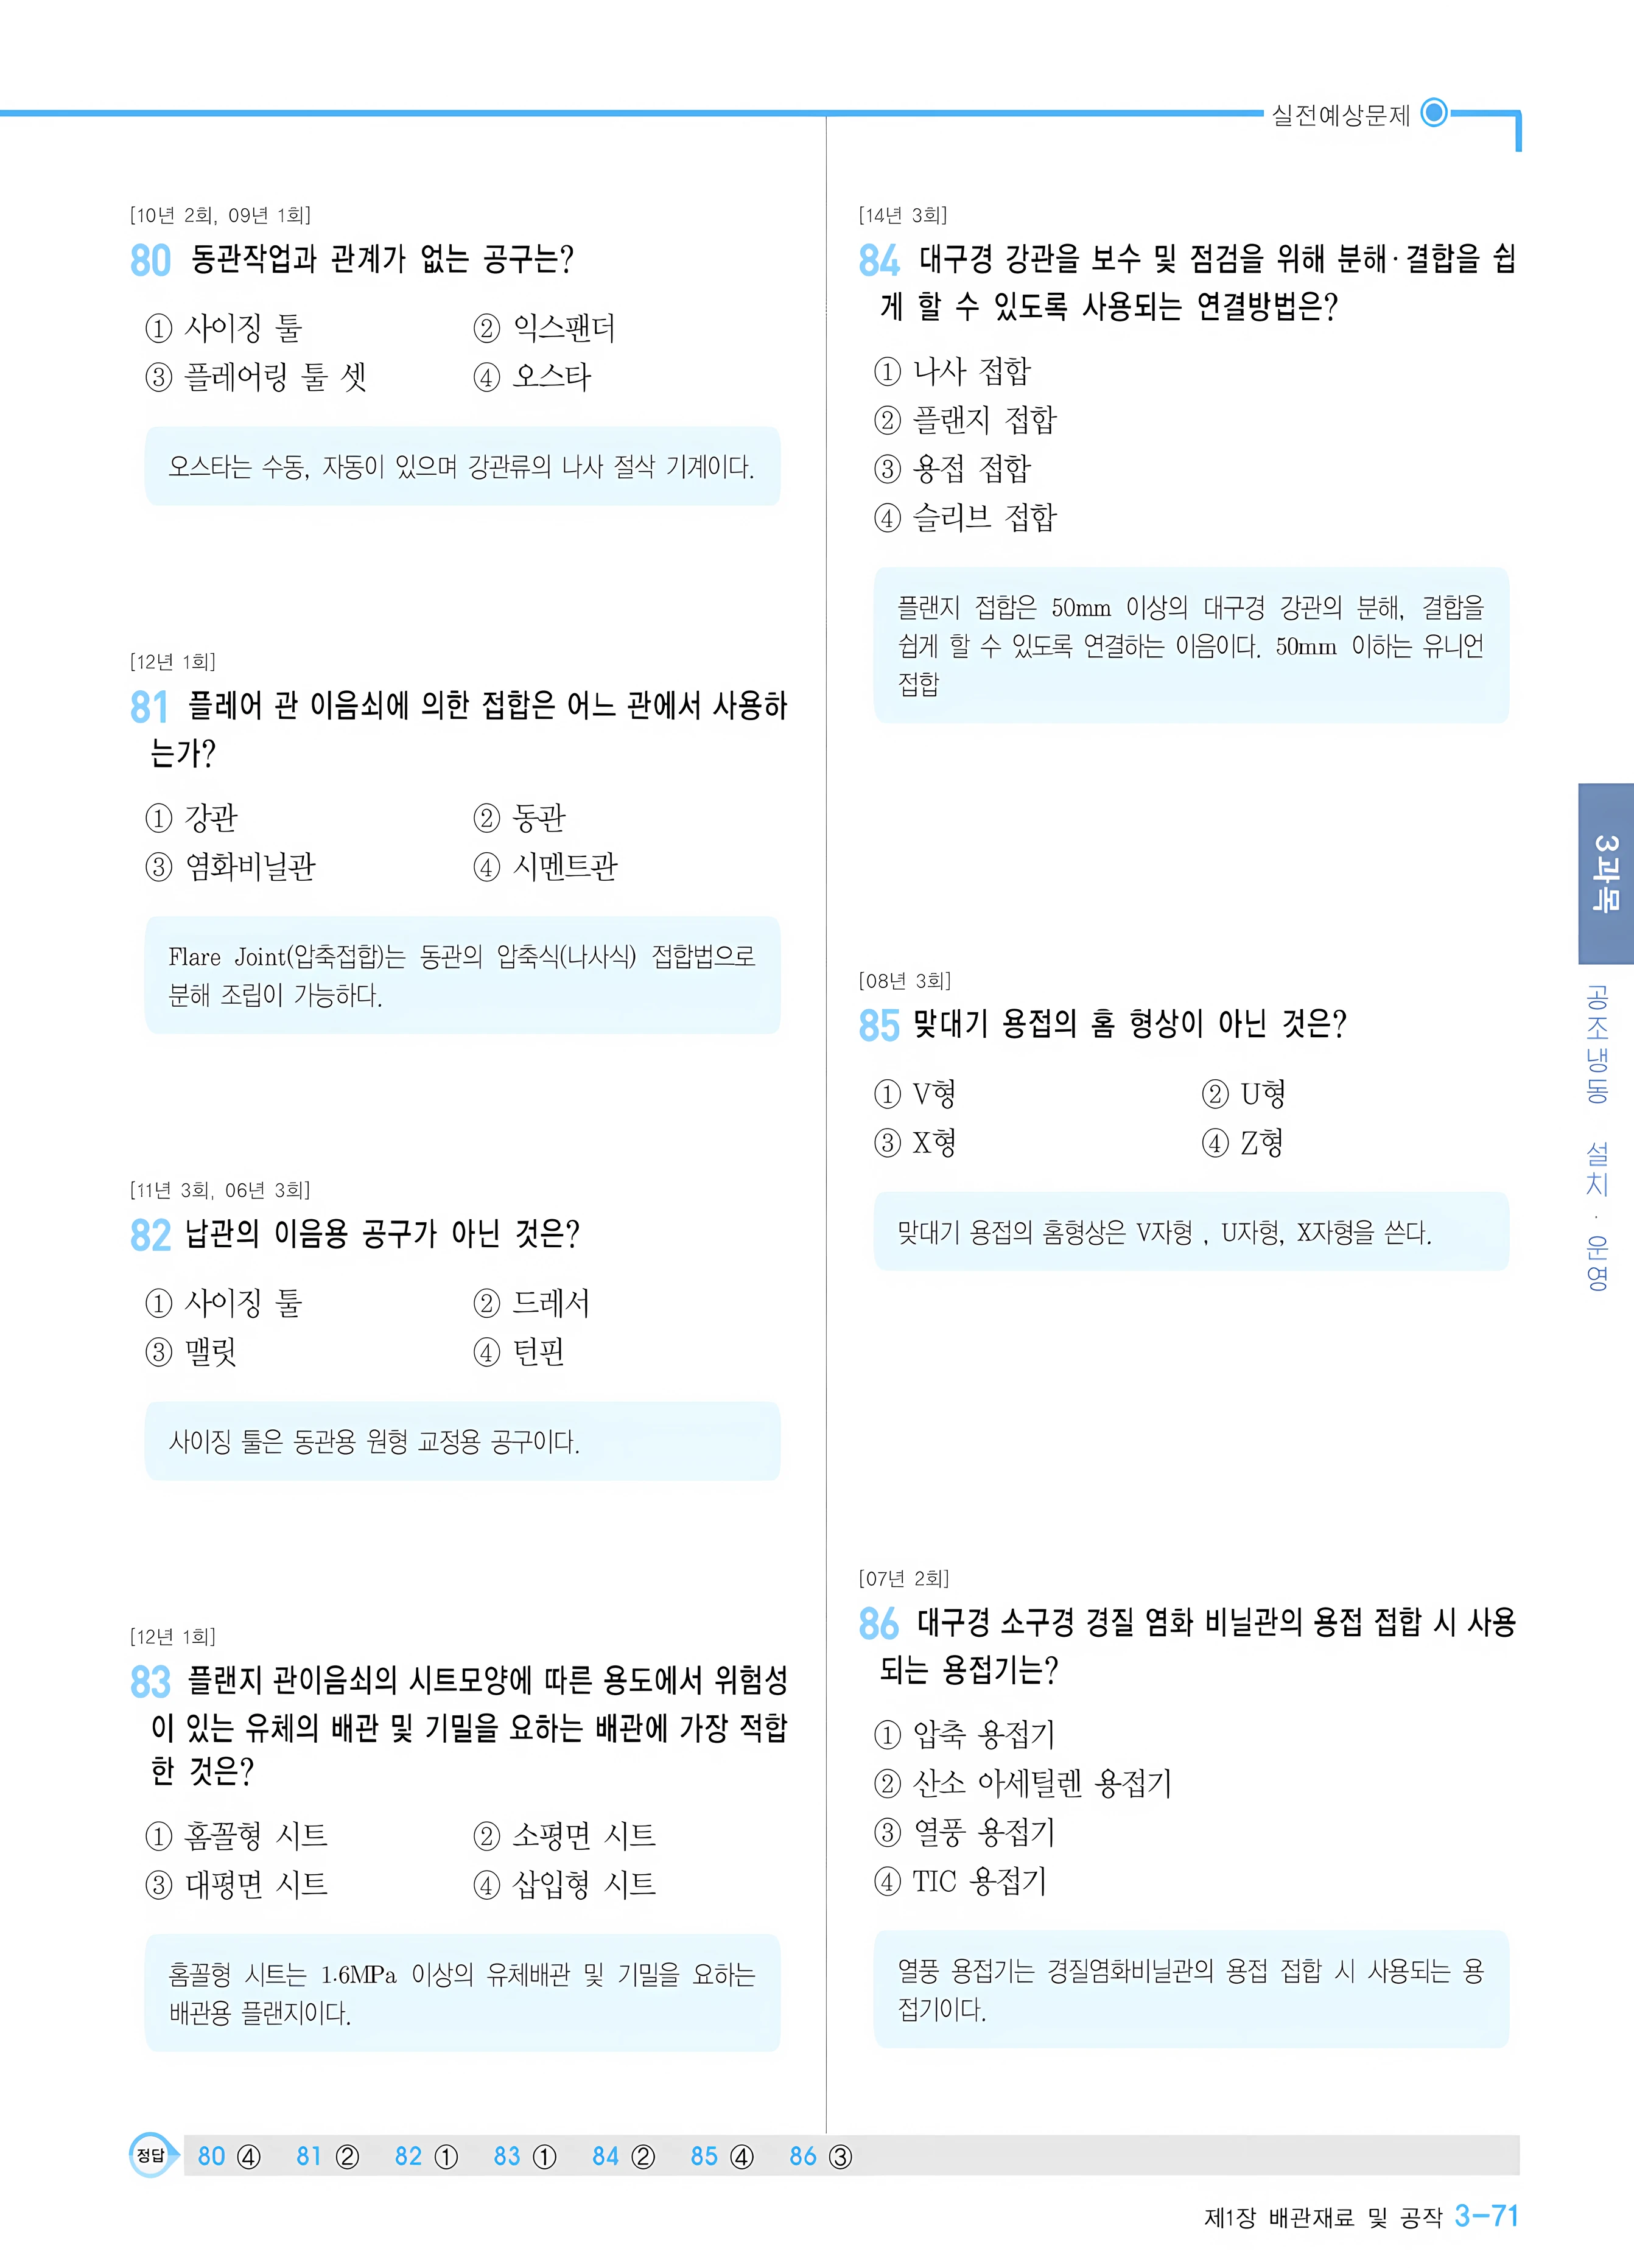 실전예상문제
[10년 2회, 09년 1회]
80 동관작업과 관계가 없는 공구는?
① 사이징 툴 ② 익스팬더
③ 플레어링 툴 셋 ④ 오스타
오스타는 수동, 자동이 있으며 강관류의 나사 절삭 기계이다.
[12년 1회]
81 플레어 관 이음쇠에 의한 접합은 어느 관에서 사용하
는가?
① 강관 ② 동관
③ 염화비닐관 ④ 시멘트관
Flare Joint(압축접합)는 동관의 압축식(나사식) 접합법으로
분해 조립이 가능하다.
[11년 3회, 06년 3회]
82 납관의 이음용 공구가 아닌 것은?
① 사이징 툴 ② 드레서
③ 맬릿 ④ 턴핀
사이징 툴은 동관용 원형 교정용 공구이다.
[12년 1회]
83 플랜지 관이음쇠의 시트모양에 따른 용도에서 위험성
이 있는 유체의 배관 및 기밀을 요하는 배관에 가장 적합
한 것은?
① 홈꼴형 시트 ② 소평면 시트
③ 대평면 시트 ④ 삽입형 시트
홈꼴형 시트는 1.6MPa 이상의 유체배관 및 기밀을 요하는
배관용 플랜지이다.
[14년 3회]
84 대구경 강관을 보수 및 점검을 위해 분해·결합을 쉽
게 할 수 있도록 사용되는 연결방법은?
① 나사 접합
② 플랜지 접합
③ 용접 접합
④ 슬리브 접합
플랜지 접합은 50mm 이상의 대구경 강관의 분해, 결합을
쉽게 할 수 있도록 연결하는 이음이다. 50mm 이하는 유니언
접합
[08년 3회]
85 맞대기 용접의 홈 형상이 아닌 것은?
① V형 ② U형
③ X형 ④ Z형
맞대기 용접의 홈형상은 V자형 , U자형, X자형을 쓴다.
[07년 2회]
86 대구경 소구경 경질 염화 비닐관의 용접 접합 시 사용
되는 용접기는?
① 압축 용접기
② 산소 아세틸렌 용접기
③ 열풍 용접기
④ TIC 용접기
열풍 용접기는 경질염화비닐관의 용접 접합 시 사용되는 용
접기이다.
3과목
공조냉동 설치·운영
정답 80 ④ 81 ② 82 ① 83 ① 84 ② 85 ④ 86 ③
제1장 배관재료 및 공작 3-71